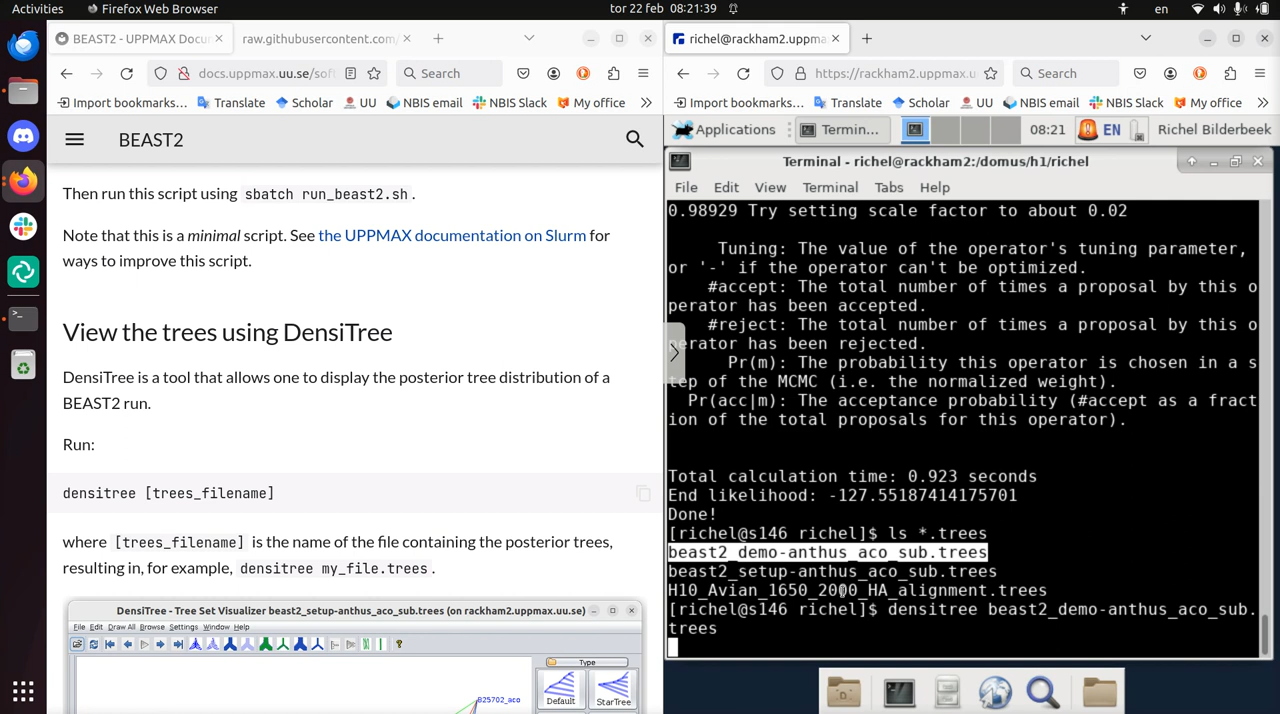 Activities
Firefox Web Browser
tor 22 feb 08:21:39
en
BEAST2 - UPPMAX Docu
raw.githubusercontent.com/
docs.uppmax.uu.se/soft
Search
Import bookmarks…
Translate
Scholar
UU
NBIS email
NBIS Slack
My office
BEAST2
Then run this script using sbatch run_beast2.sh.
Note that this is a minimal script. See the UPPMAX documentation on Slurm for
ways to improve this script.
View the trees using DensiTree
DensiTree is a tool that allows one to display the posterior tree distribution of a
BEAST2 run.
Run:
densitree [trees_filename]
where [trees_filename] is the name of the file containing the posterior trees,
resulting in, for example, densitree my_file.trees.
DensiTree - Tree Set Visualizer beast2_setup-anthus_aco_sub.trees (on rackham2.uppmax.uu.se)
File Edit Draw All Browse Settings Window Help
Type
Default
StarTree
richel@rackham2.uppma
https://rackham2.uppmax.u
Search
Import bookmarks…
Translate
Scholar
UU
NBIS email
NBIS Slack
My office
Applications
Termin...
08:21
EN
Richel Bilderbeek
Terminal - richel@rackham2:/domus/h1/richel
File Edit View Terminal Tabs Help
0.98929 Try setting scale factor to about 0.02
Tuning: The value of the operator's tuning parameter,
or '-' if the operator can't be optimized.
#accept: The total number of times a proposal by this o
perator has been accepted.
#reject: The total number of times a proposal by this o
perator has been rejected.
Pr(m): The probability this operator is chosen in a s
tep of the MCMC (i.e. the normalized weight).
Pr(acc|m): The acceptance probability (#accept as a fract
ion of the total proposals for this operator).
Total calculation time: 0.923 seconds
End likelihood: -127.55187414175701
Done!
[richel@s146 richel]$ ls *.trees
beast2_demo-anthus_aco_sub.trees
beast2_setup-anthus_aco_sub.trees
H10_Avian_1650_2000_HA_alignment.trees
[richel@s146 richel]$ densitree beast2_demo-anthus_aco_sub.
trees